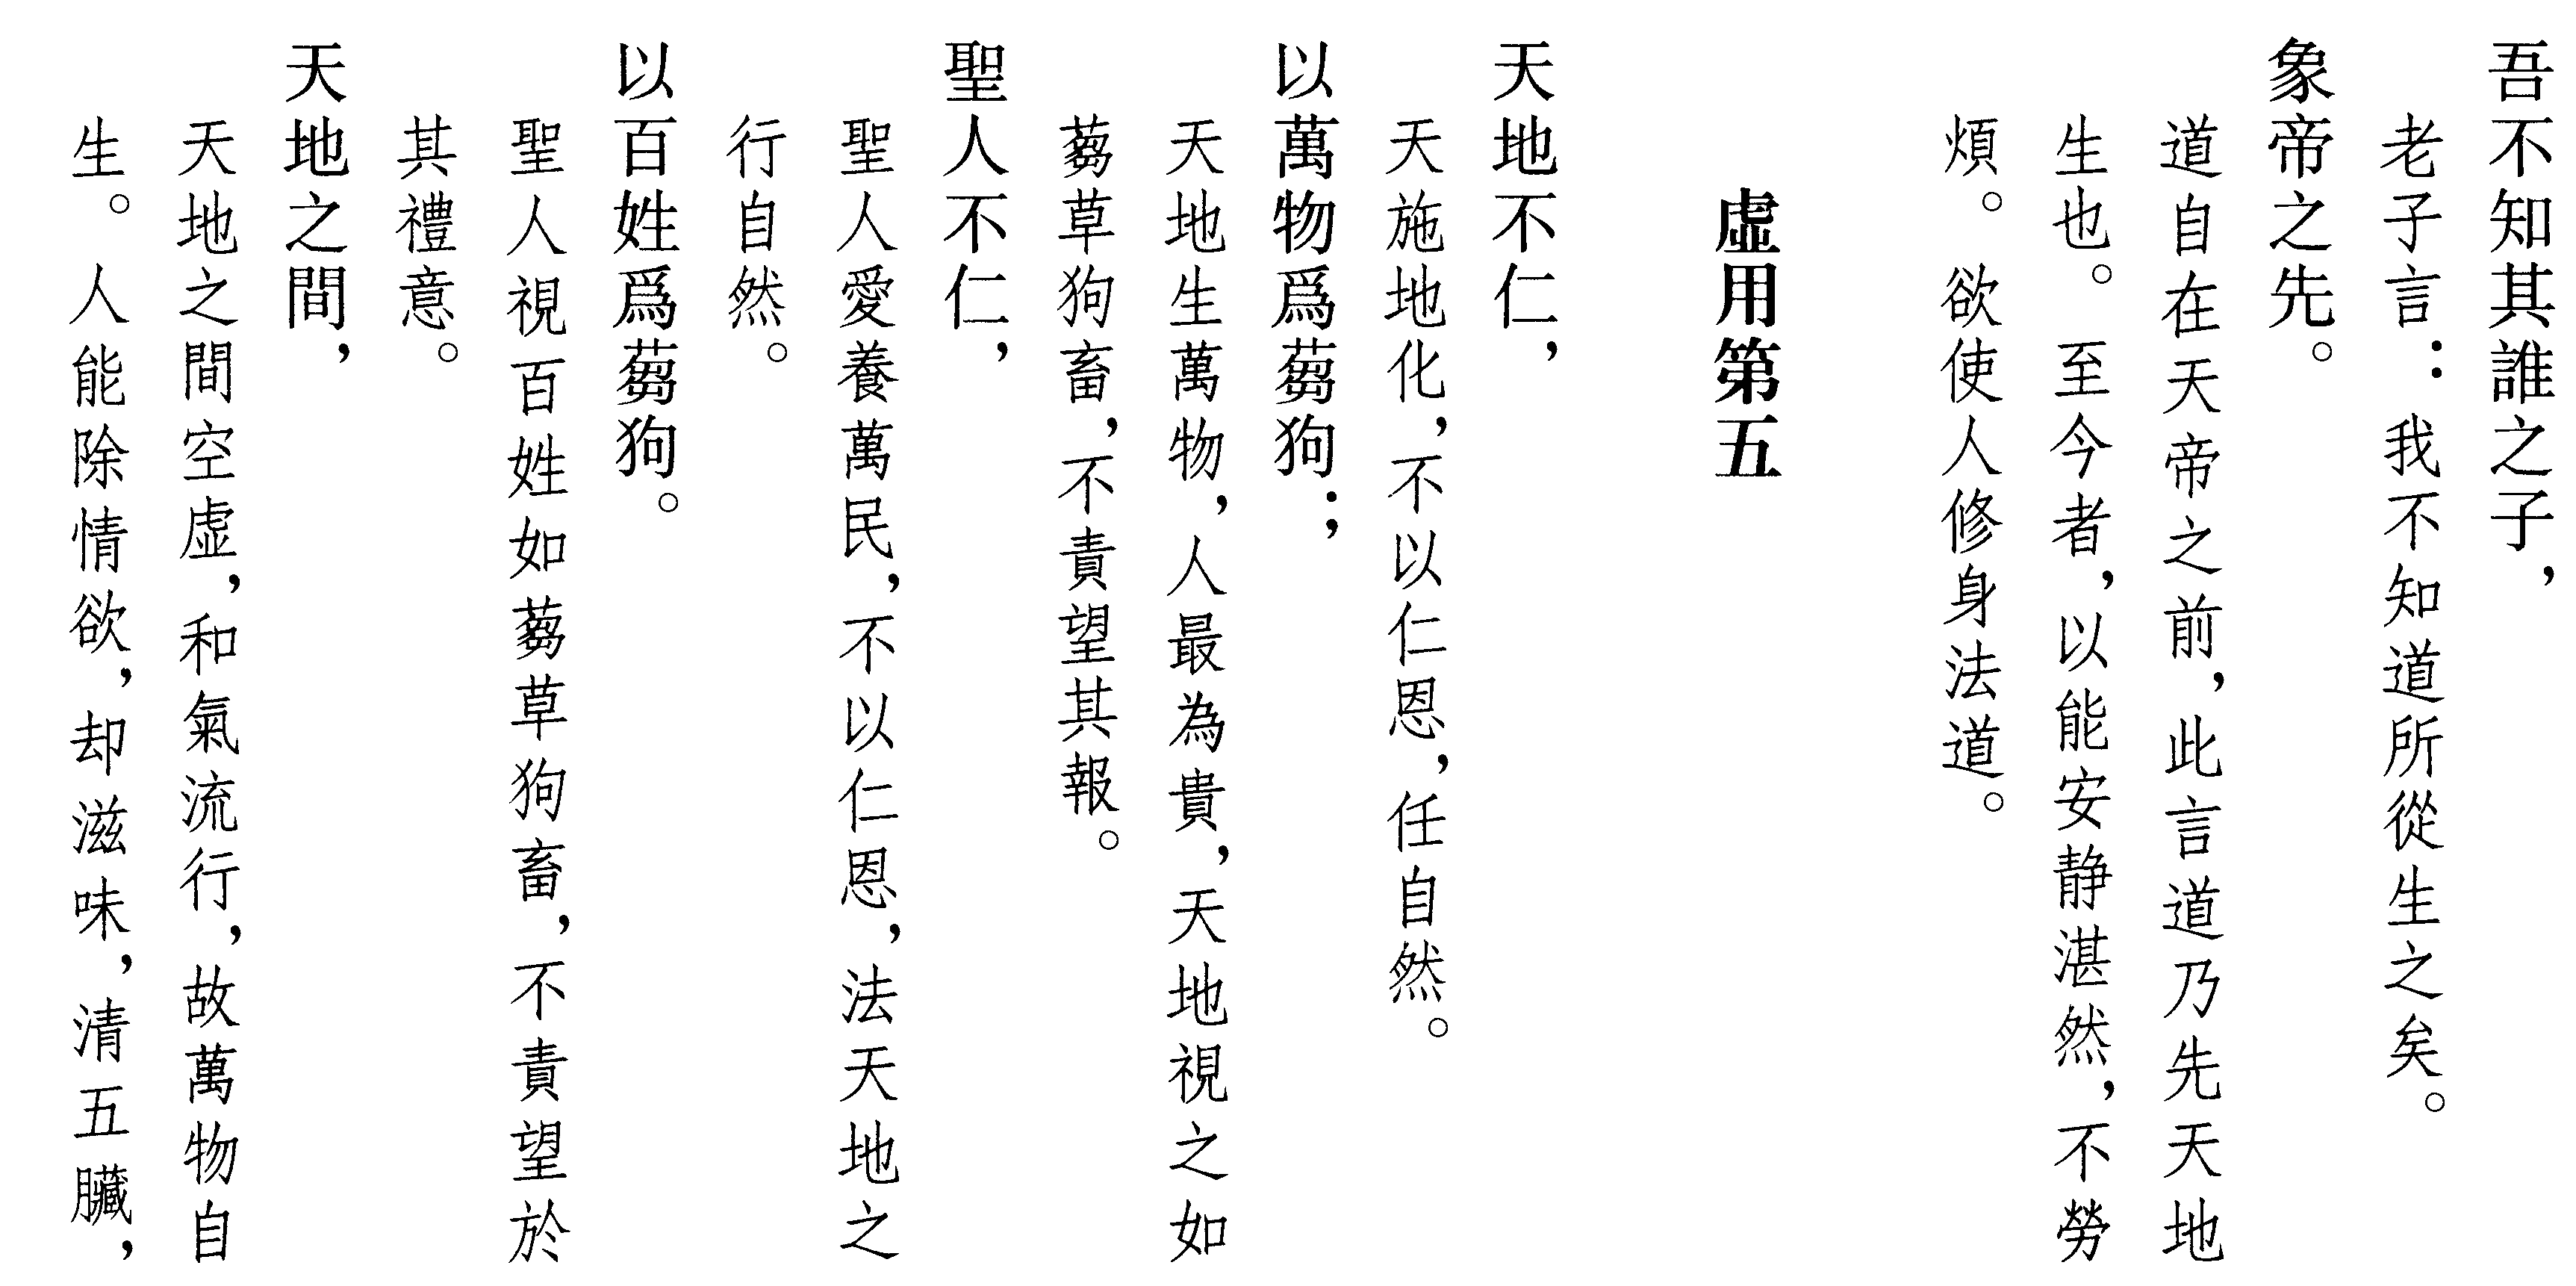 吾不知其誰之子，
老子言：我不知道所從生之矣。
象帝之先。
道自在天帝之前，此言道乃先天地
生也。至今者，以能安静湛然，不勞
煩。欲使人修身法道。
虛用第五
天地不仁，
天施地化，不以仁恩，任自然。
以萬物爲蒭狗；
天地生萬物，人最為貴，天地視之如
蒭草狗畜，不責望其報。
聖人不仁，
聖人愛養萬民，不以仁恩，法天地之
行自然。
以百姓爲蒭狗。
聖人視百姓如蒭草狗畜，不責望於
其禮意。
天地之間，
天地之間空虛，和氣流行，故萬物自
生。人能除情欲，却滋味，清五臟，